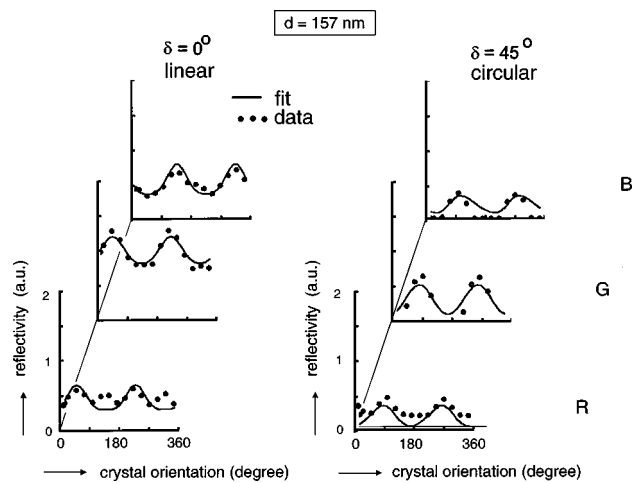 d = 157 nm
δ = 0°
linear
δ = 45°
circular
fit
data
B
G
R
reflectivity (a.u.)
2
1
0
0 180 360
crystal orientation (degree)
reflectivity (a.u.)
2
1
0
0 180 360
crystal orientation (degree)